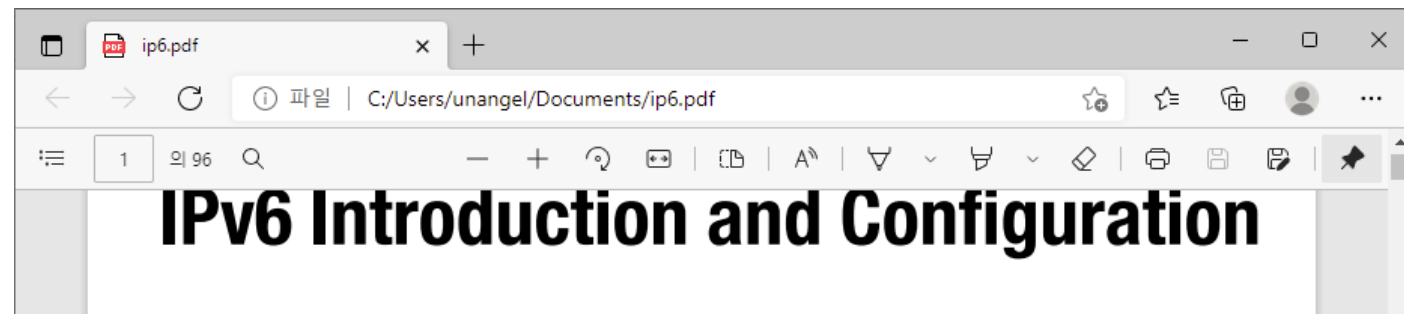 ip6.pdf
파일 C:/Users/unangel/Documents/ip6.pdf
1 의 96
IPv6 Introduction and Configuration